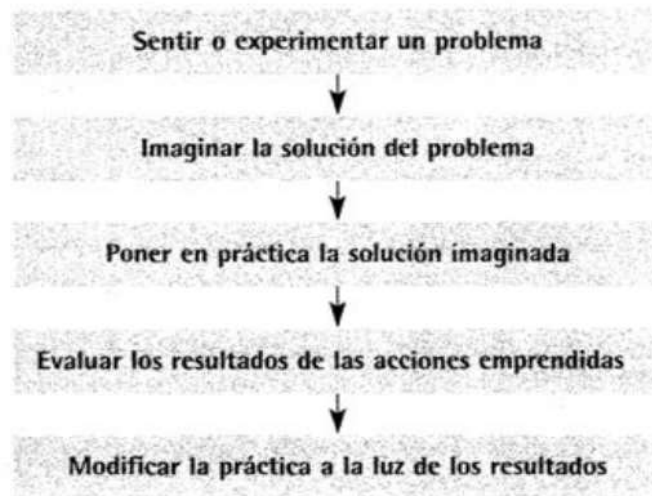 Sentir o experimentar un problema
Imaginar la solución del problema
Poner en práctica la solución imaginada
Evaluar los resultados de las acciones emprendidas
Modificar la práctica a la luz de los resultados